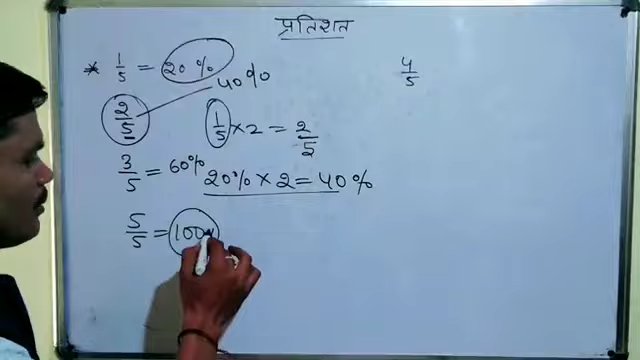 प्रतिशत
* 1/5 = 20%
4/5
2/5 40%
1/5 × 2 = 2/5
3/5 = 60%
20% × 2 = 40%
5/5 = 100